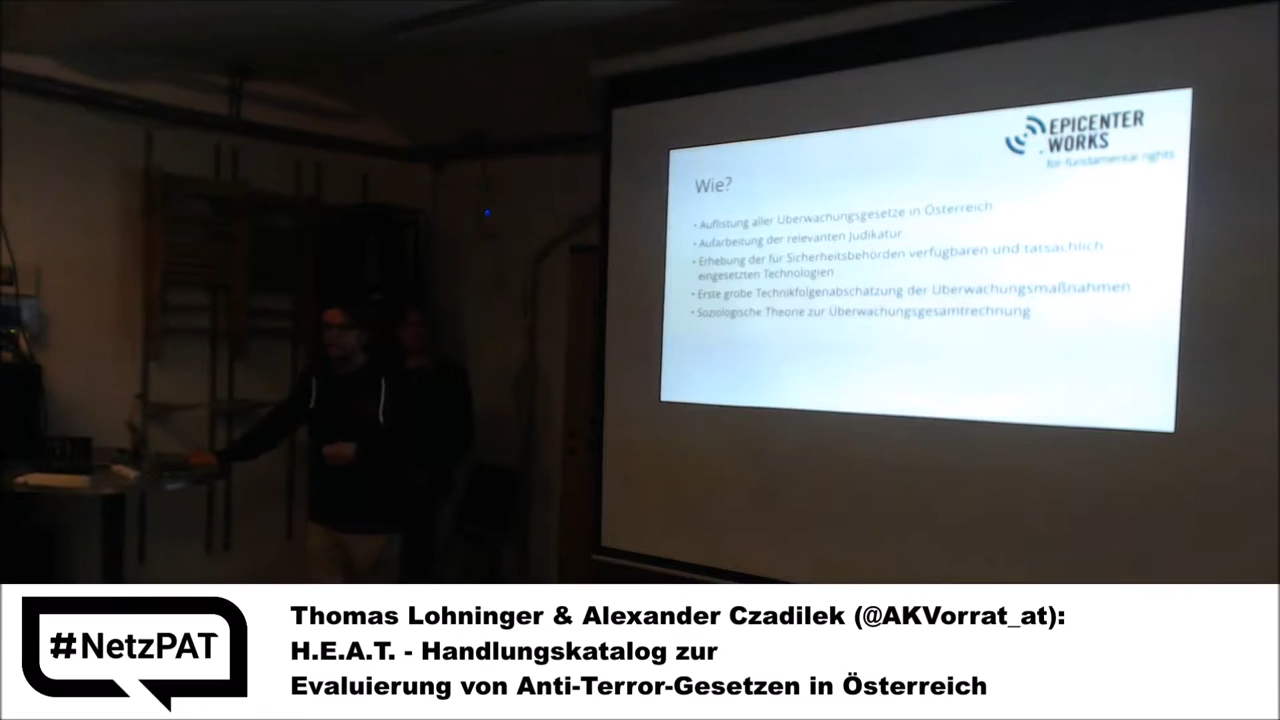 EPICENTER
.WORKS
for fundamental rights
Wie?
• Auflistung aller Überwachungsgesetze in Österreich
• Aufarbeitung der relevanten Judikatur
• Erhebung der für Sicherheitsbehörden verfügbaren und tatsächlich
eingesetzten Technologien
• Erste grobe Technikfolgenabschätzung der Überwachungsmaßnahmen
• Soziologische Theorie zur Überwachungsgesamtrechnung
#NetzPAT
Thomas Lohninger & Alexander Czadilek (@AKVorrat_at):
H.E.A.T. - Handlungskatalog zur
Evaluierung von Anti-Terror-Gesetzen in Österreich